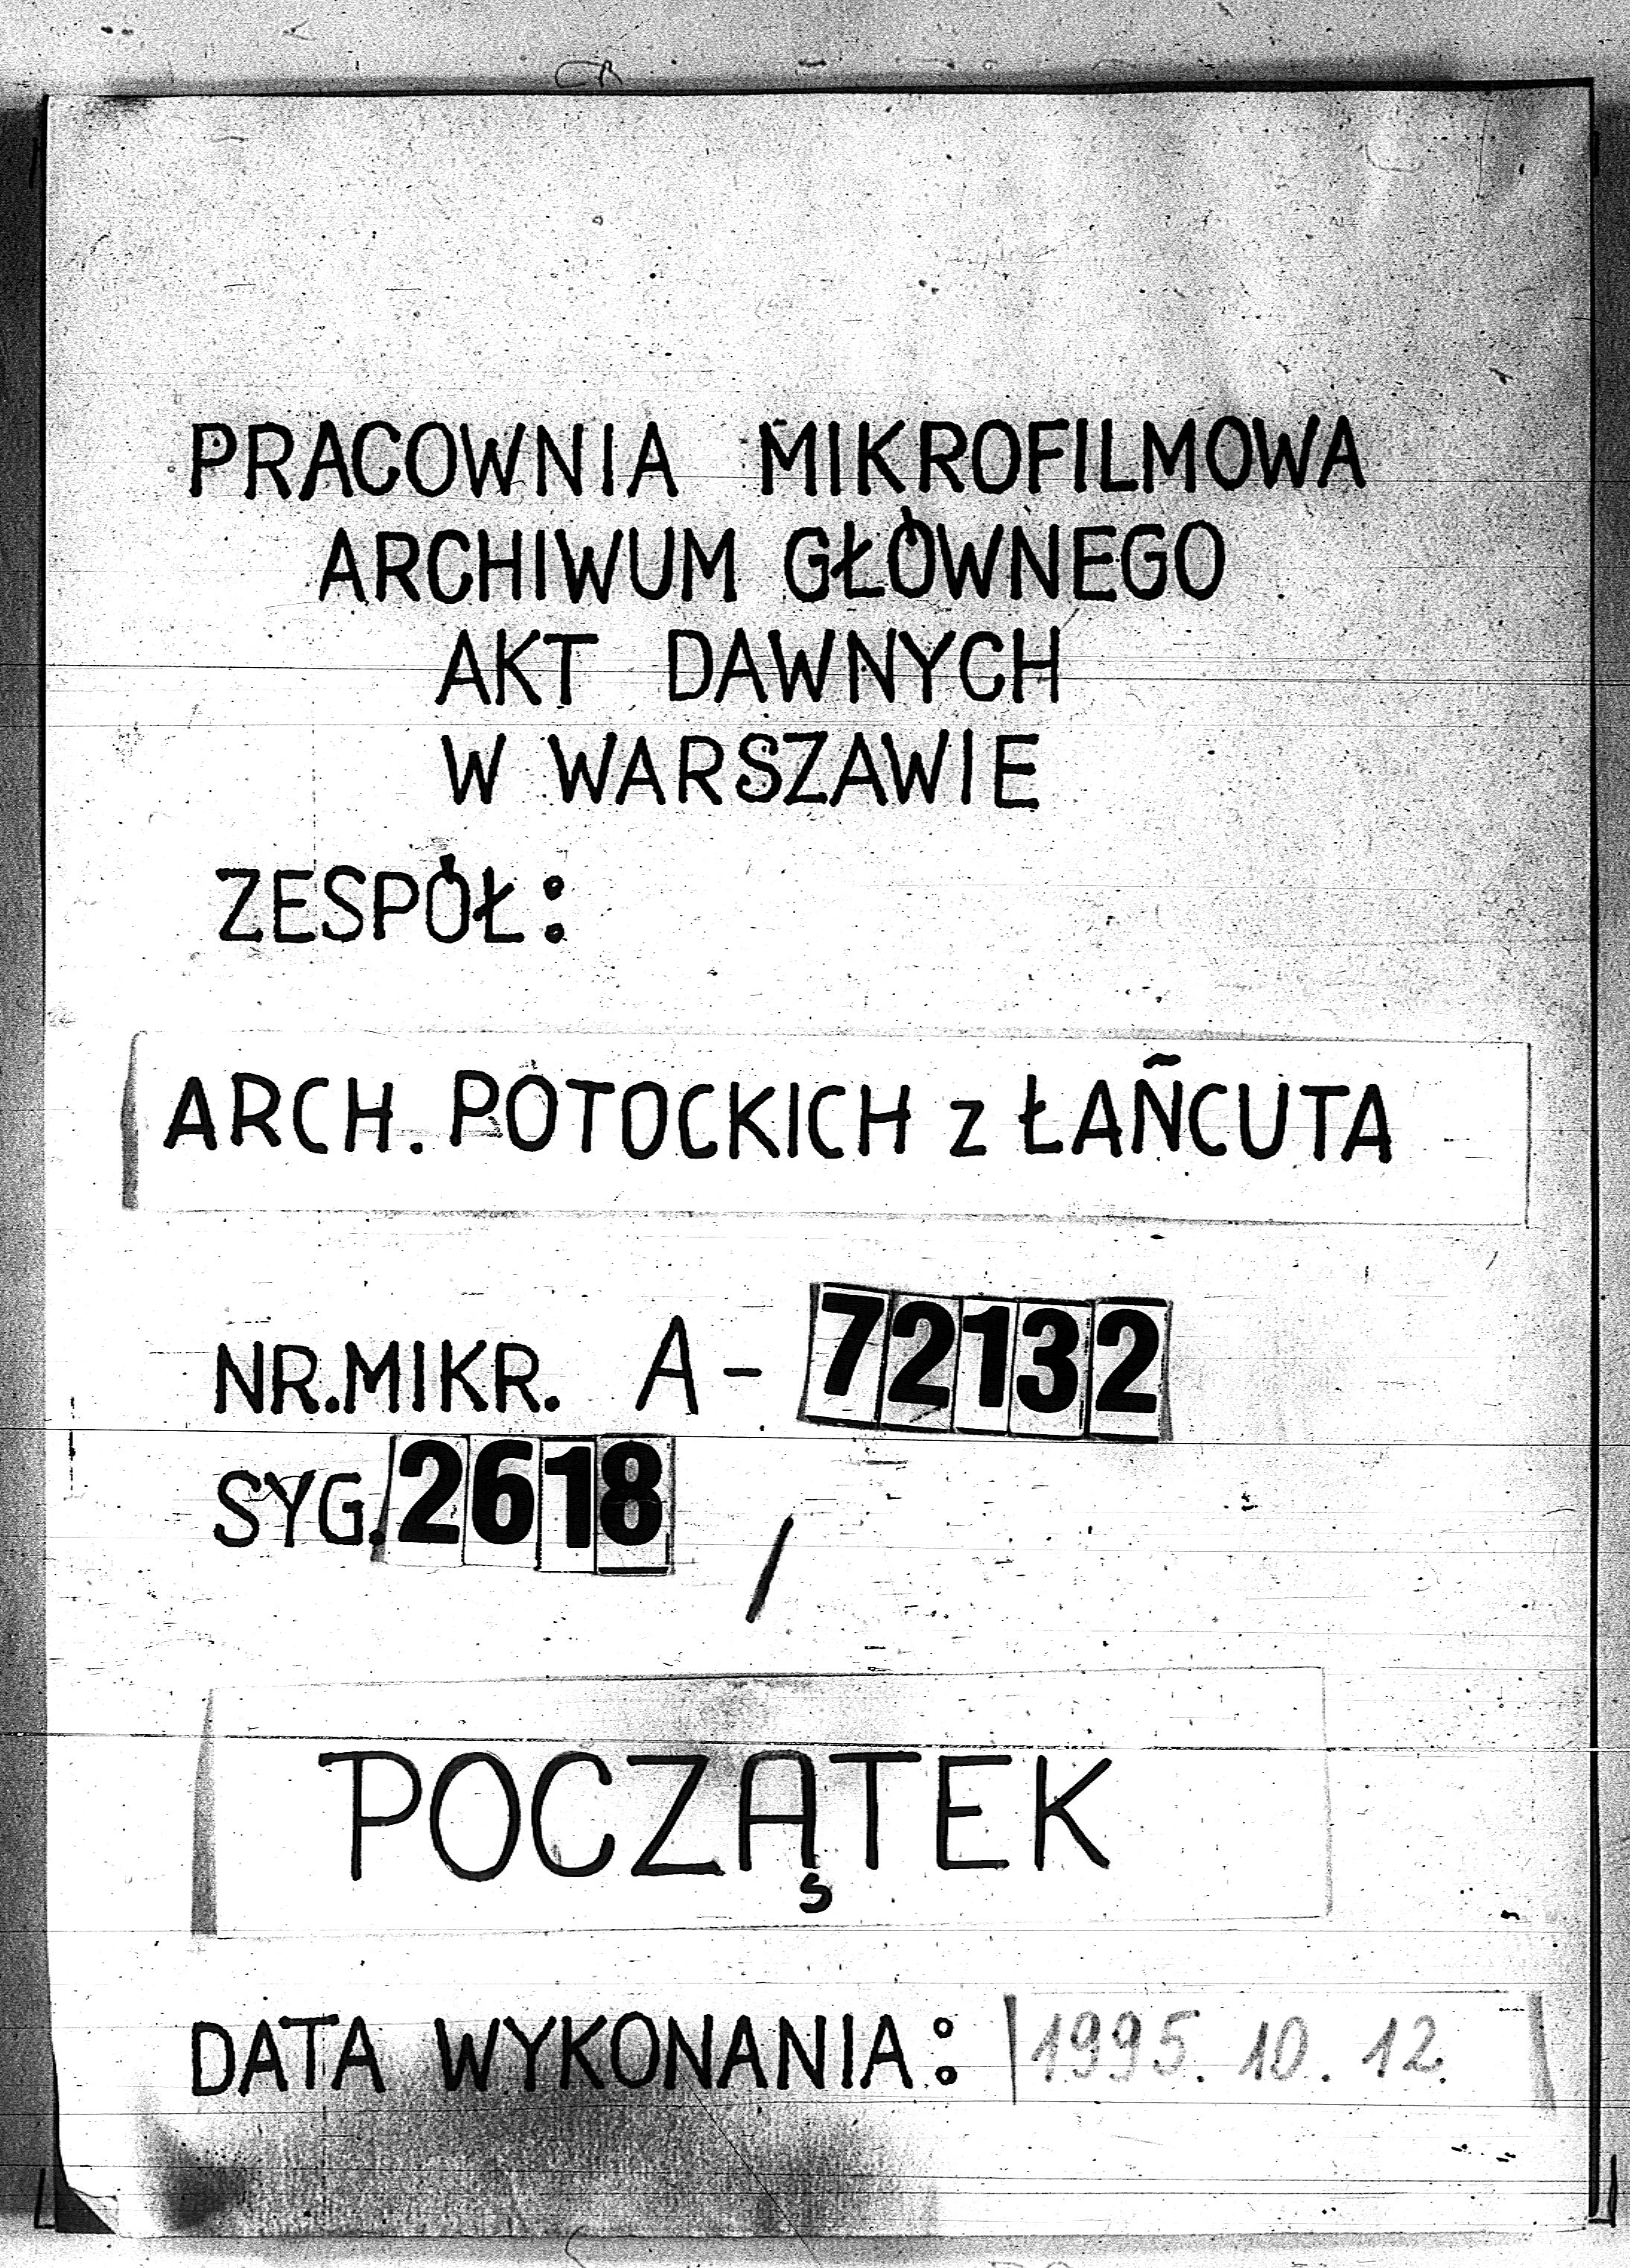 PRACOWNIA MIKROFILMOWA
ARCHIWUM GŁÓWNEGO
AKT DAWNYCH
W WARSZAWIE
ZESPÓŁ:
ARCH. POTOCKICH z ŁAŃCUTA
NR.MIKR. A-72132
SYG.2618 /
POCZĄTEK
DATA WYKONANIA: 1995.10.12.